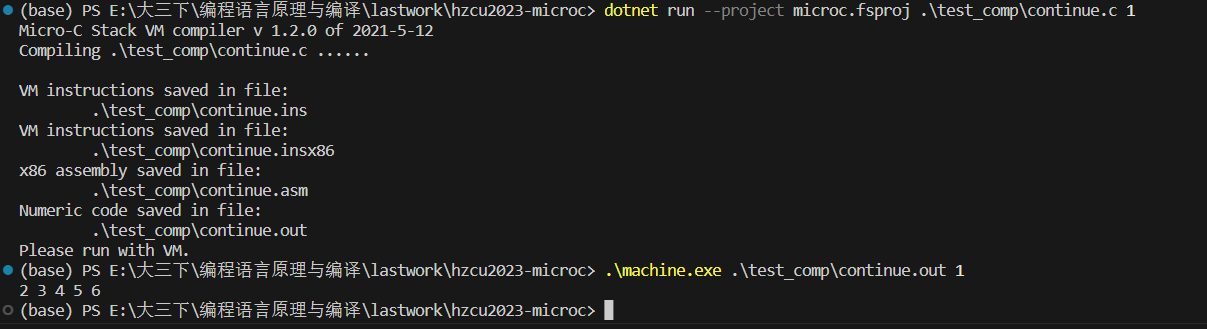 (base) PS E:\大三下\编程语言原理与编译\lastwork\hzcu2023-microc> dotnet run --project microc.fsproj .\test_comp\continue.c 1
Micro-C Stack VM compiler v 1.2.0 of 2021-5-12
Compiling .\test_comp\continue.c ......
VM instructions saved in file:
        .\test_comp\continue.ins
VM instructions saved in file:
        .\test_comp\continue.insx86
x86 assembly saved in file:
        .\test_comp\continue.asm
Numeric code saved in file:
        .\test_comp\continue.out
Please run with VM.
(base) PS E:\大三下\编程语言原理与编译\lastwork\hzcu2023-microc> .\machine.exe .\test_comp\continue.out 1
2 3 4 5 6
(base) PS E:\大三下\编程语言原理与编译\lastwork\hzcu2023-microc>